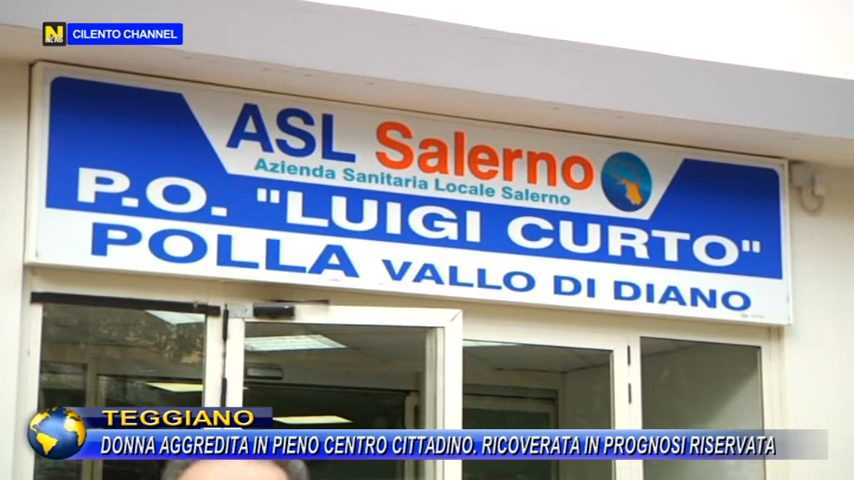 N
NEWS
CILENTO CHANNEL
ASL Salerno
Azienda Sanitaria Locale Salerno
P.O. "LUIGI CURTO"
POLLA VALLO DI DIANO
TEGGIANO
DONNA AGGREDITA IN PIENO CENTRO CITTADINO. RICOVERATA IN PROGNOSI RISERVATA